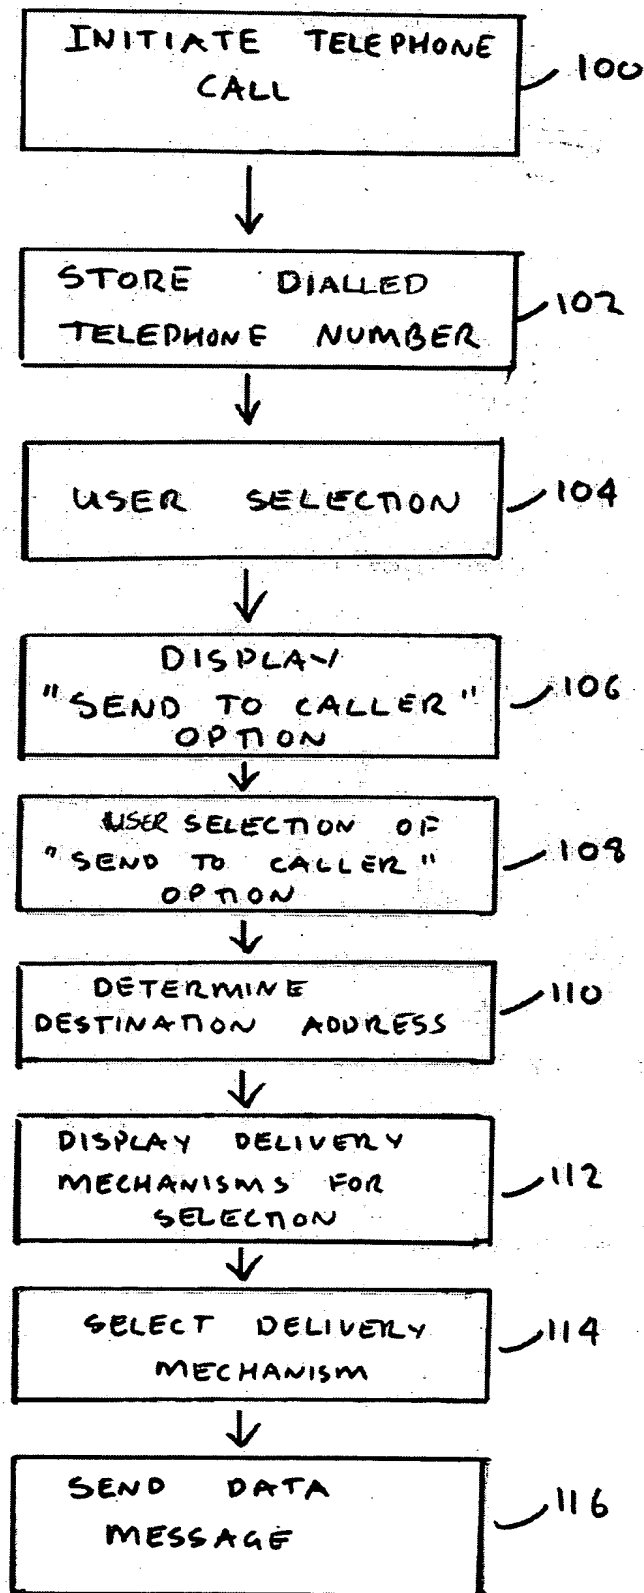 INITIATE TELEPHONE
CALL
100
STORE DIALLED
TELEPHONE NUMBER
102
USER SELECTION
104
DISPLAY
"SEND TO CALLER"
OPTION
106
USER SELECTION OF
"SEND TO CALLER"
OPTION
108
DETERMINE
DESTINATION ADDRESS
110
DISPLAY DELIVERY
MECHANISMS FOR
SELECTION
112
SELECT DELIVERY
MECHANISM
114
SEND DATA
MESSAGE
116